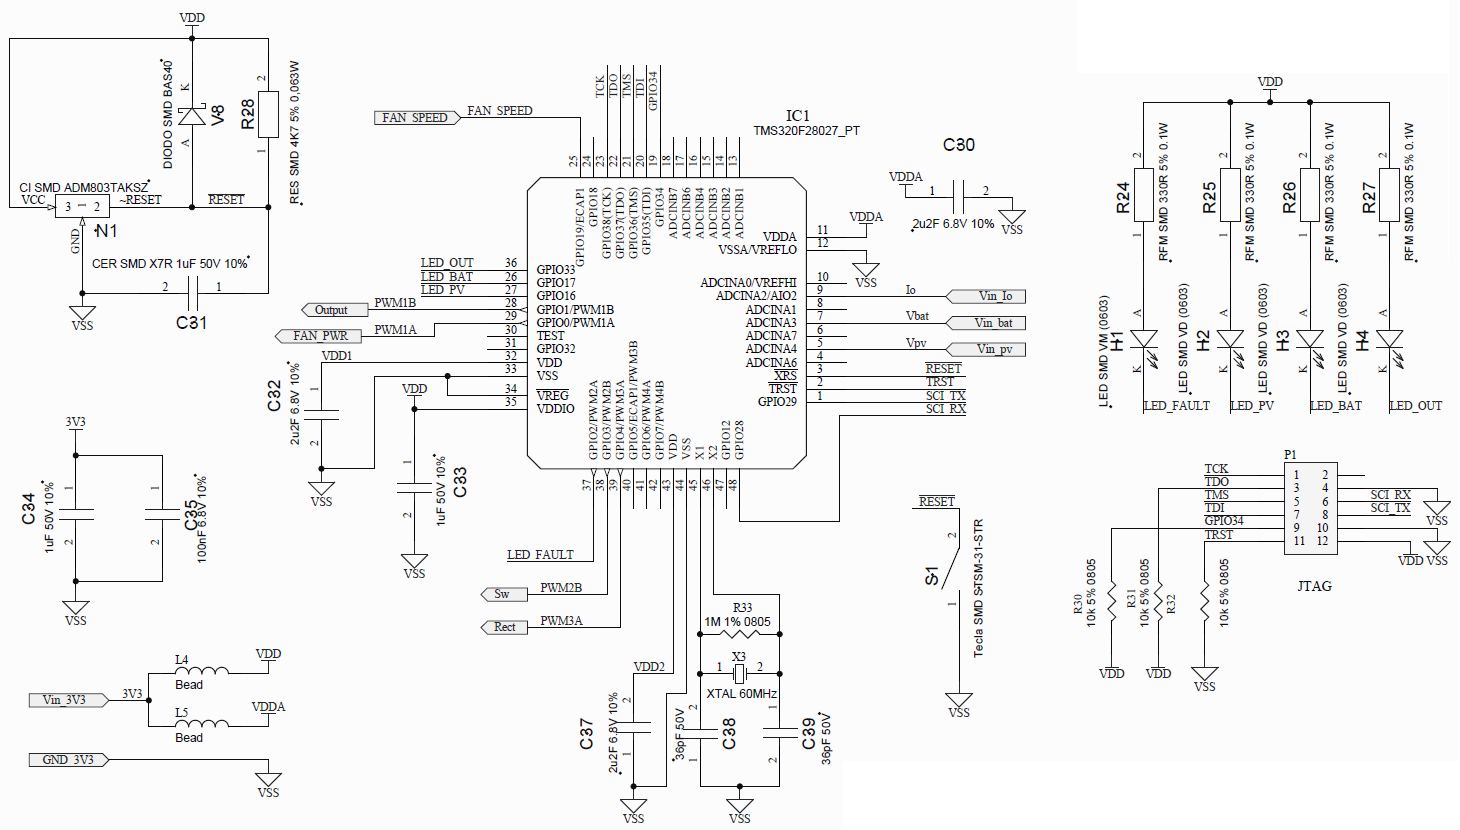 VDD
DIODO SMD BAS40
K
A
V-8
R28
2
1
RES SMD 4K7 5% 0,063W
CI SMD ADM803TAKSZ
VCC
3
1
2
~RESET
RESET
GND
N1
CER SMD X7R 1uF 50V 10%
2
1
C31
VSS
FAN_SPEED
FAN_SPEED
TCK
TDO
TMS
TDI
GPIO34
IC1
TMS320F28027_PT
25
24
23
22
21
20
19
18
17
16
15
14
13
GPIO19/ECAP1
GPIO18
GPIO38(TCK)
GPIO37(TDO)
GPIO36(TMS)
GPIO35(TDI)
GPIO34
ADCINB7
ADCINB6
ADCINB4
ADCINB3
ADCINB2
ADCINB1
LED_OUT
36
GPIO33
LED_BAT
26
GPIO17
LED_PV
27
GPIO16
Output
PWM1B
28
GPIO1/PWM1B
FAN_PWR
PWM1A
29
GPIO0/PWM1A
30
TEST
31
GPIO32
VDD1
32
VDD
33
VSS
34
VREG
35
VDDIO
VDD
VDDA
11
VDDA
VSSA/VREFLO
12
VSS
ADCINA0/VREFHI
10
ADCINA2/AIO2
9
Io
Vin_Io
ADCINA1
8
ADCINA3
7
Vbat
Vin_bat
ADCINA7
6
ADCINA4
5
Vpv
Vin_pv
ADCINA6
4
XRS
3
RESET
TRST
2
TRST
GPIO29
1
SCI_TX
SCI_RX
GPIO2/PWM2A
GPIO3/PWM2B
GPIO4/PWM3A
GPIO5/ECAP1/PWM3B
GPIO6/PWM4A
GPIO7/PWM4B
VDD
VSS
X1
X2
GPIO12
GPIO28
37
38
39
40
41
42
43
44
45
46
47
48
C30
VDDA
1
2
2u2F 6.8V 10%
VSS
C32
2u2F 6.8V 10%
1
2
VSS
C33
1uF 50V 10%
1
2
VSS
3V3
C34
1uF 50V 10%
1
2
C35
100nF 6.8V 10%
1
2
VSS
LED_FAULT
Sw
PWM2B
Rect
PWM3A
VDD2
C37
2u2F 6.8V 10%
2
1
VSS
R33
1M 1% 0805
X3
1
2
XTAL 60MHz
C38
36pF 50V
2
1
C39
36pF 50V
1
2
VSS
RESET
S1
2
1
Tecla SMD STSM-31-STR
VSS
Vin_3V3
3V3
L4
Bead
VDD
L5
Bead
VDDA
GND_3V3
VSS
VDD
R24
2
1
RFM SMD 330R 5% 0.1W
R25
2
1
RFM SMD 330R 5% 0.1W
R26
2
1
RFM SMD 330R 5% 0.1W
R27
2
1
RFM SMD 330R 5% 0.1W
H1
A
K
LED SMD VM (0603)
H2
A
K
LED SMD VD (0603)
H3
A
K
LED SMD VD (0603)
H4
A
K
LED SMD VD (0603)
LED_FAULT
LED_PV
LED_BAT
LED_OUT
P1
TCK
1
2
TDO
3
4
TMS
5
6
SCI_RX
TDI
7
8
SCI_TX
GPIO34
9
10
TRST
11
12
VSS
VDD
VSS
JTAG
R30
10k 5% 0805
R31
10k 5% 0805
R32
10k 5% 0805
VDD
VDD
VSS